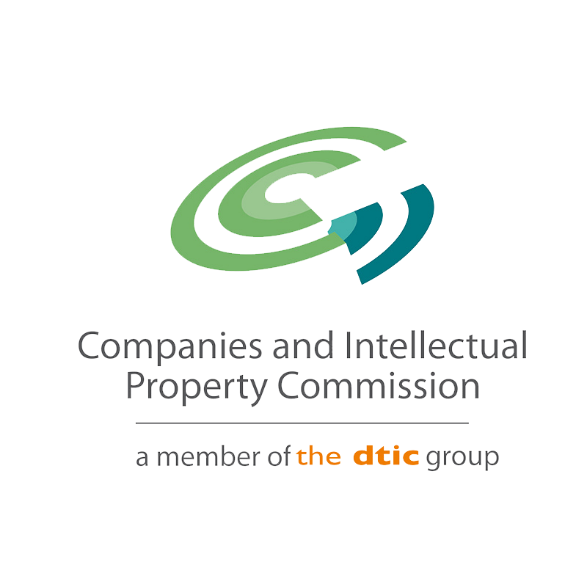 Companies and Intellectual
Property Commission
a member of the dtic group